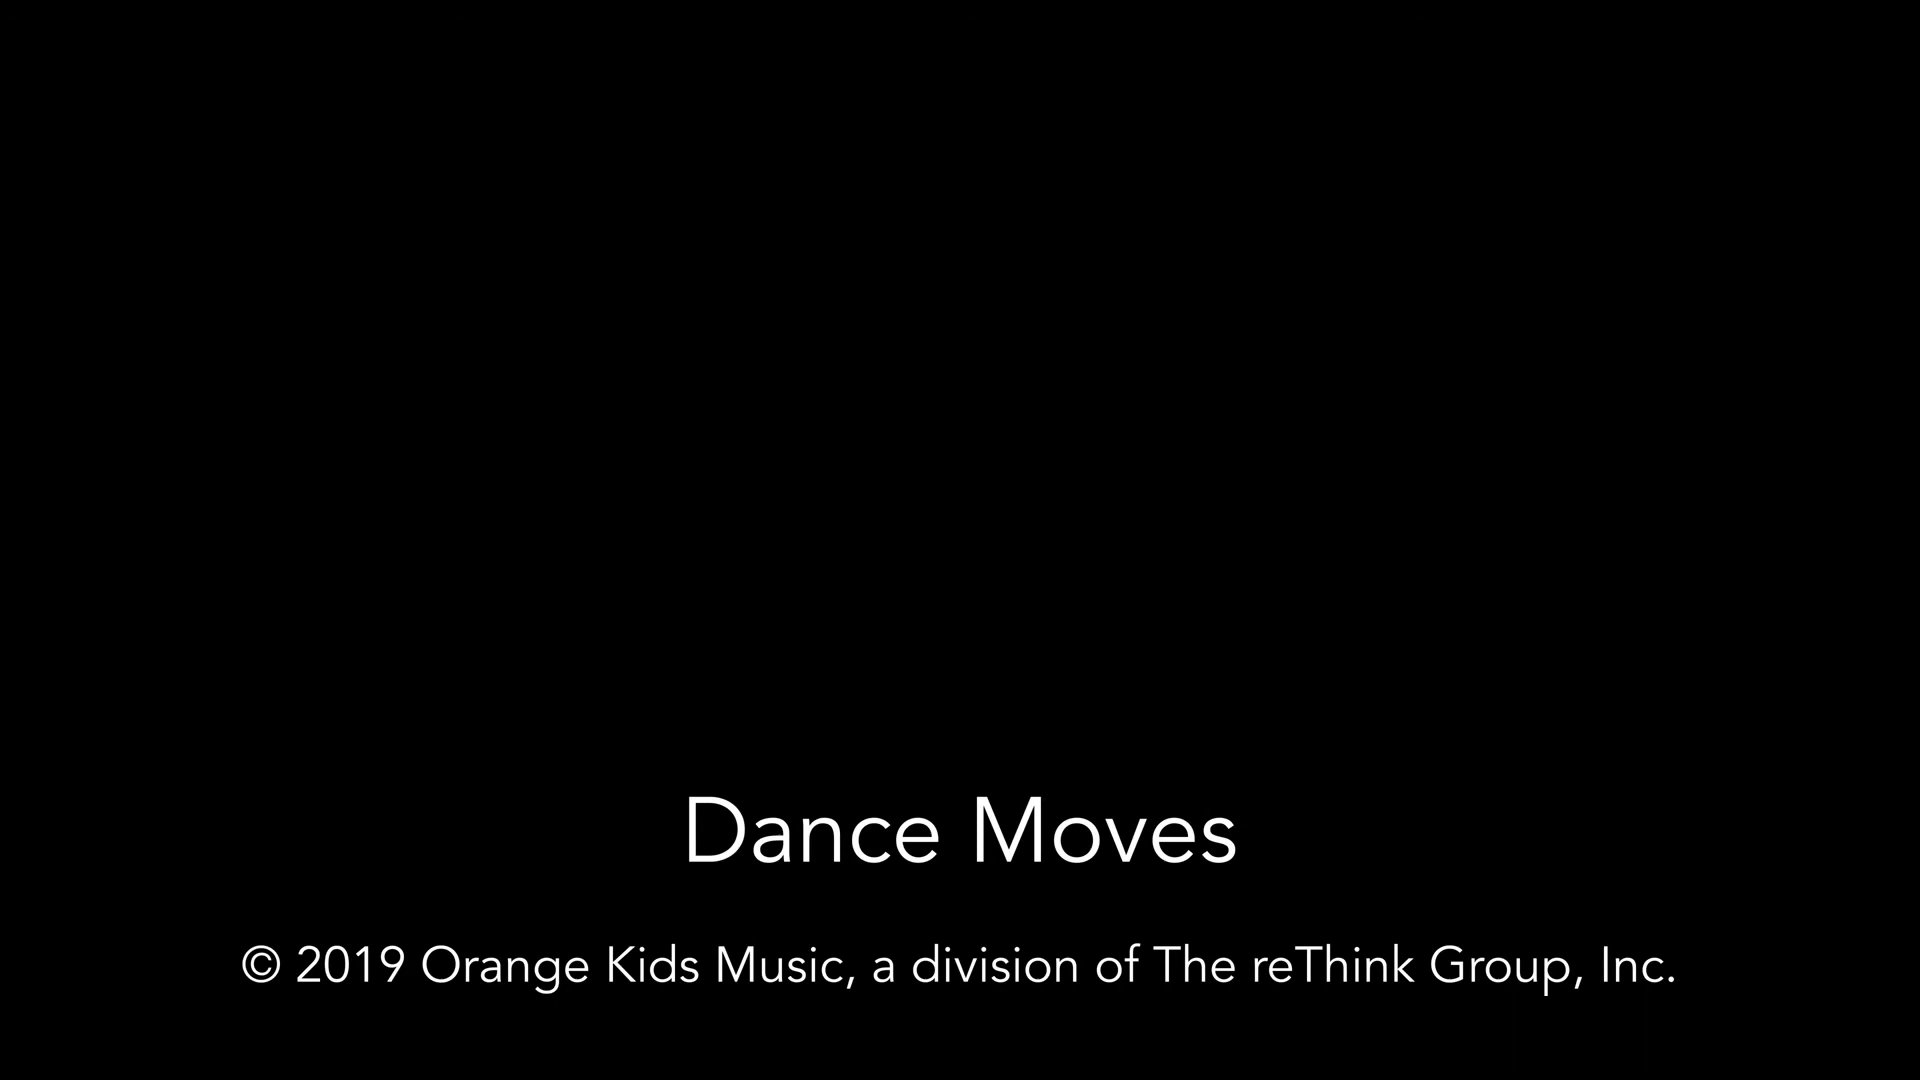 Dance Moves
© 2019 Orange Kids Music, a division of The reThink Group, Inc.